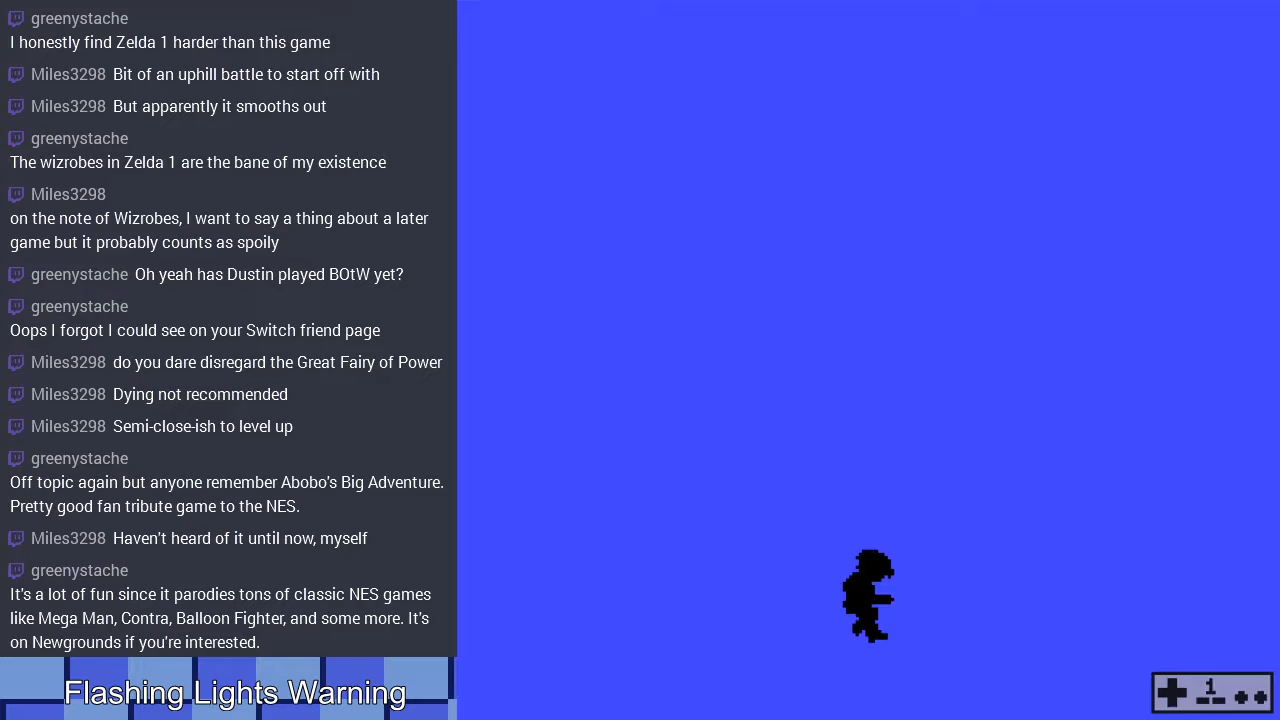 greenystache
I honestly find Zelda 1 harder than this game
Miles3298 Bit of an uphill battle to start off with
Miles3298 But apparently it smooths out
greenystache
The wizrobes in Zelda 1 are the bane of my existence
Miles3298
on the note of Wizrobes, I want to say a thing about a later
game but it probably counts as spoily
greenystache Oh yeah has Dustin played BOtW yet?
greenystache
Oops I forgot I could see on your Switch friend page
Miles3298 do you dare disregard the Great Fairy of Power
Miles3298 Dying not recommended
Miles3298 Semi-close-ish to level up
greenystache
Off topic again but anyone remember Abobo's Big Adventure.
Pretty good fan tribute game to the NES.
Miles3298 Haven't heard of it until now, myself
greenystache
It's a lot of fun since it parodies tons of classic NES games
like Mega Man, Contra, Balloon Fighter, and some more. It's
on Newgrounds if you're interested.
Flashing Lights Warning
1